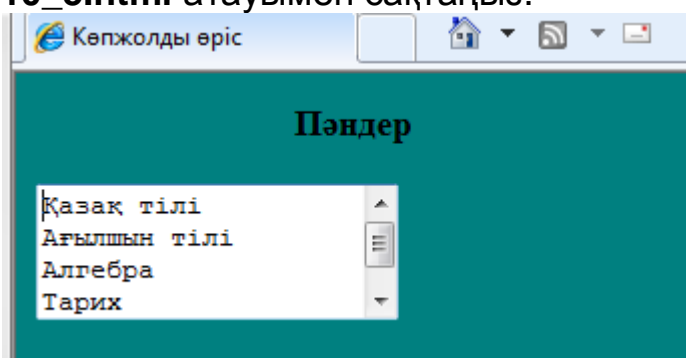 атауымен сақтаңыз.
Көпжолды өріс
Пәндер
Қазақ тілі
Ағылшын тілі
Алгебра
Тарих